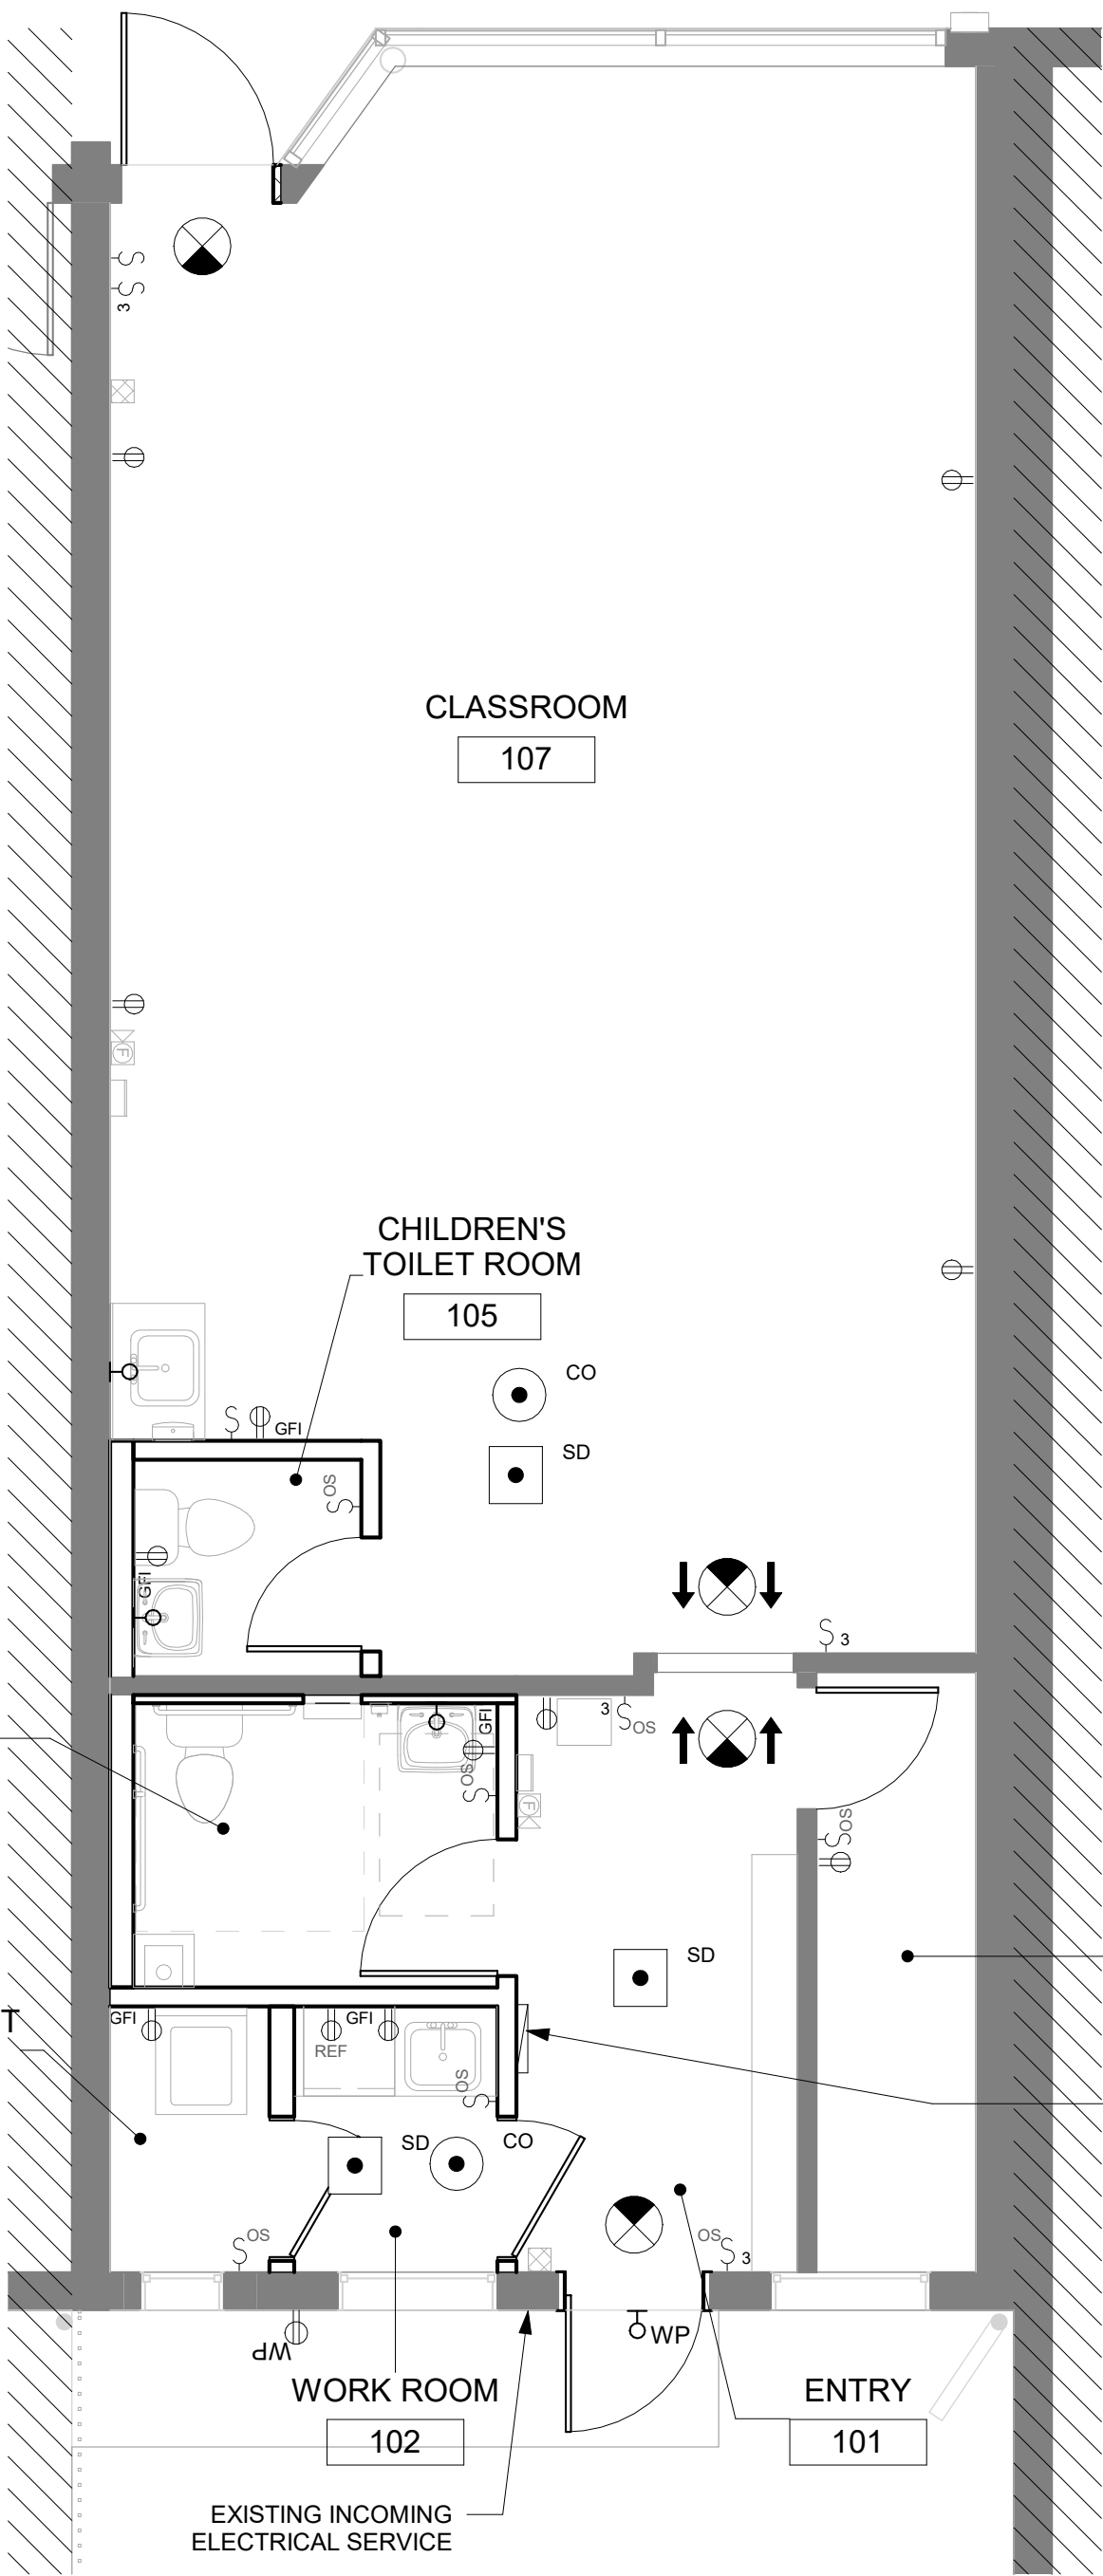 S
S
3
F
CLASSROOM
107
CHILDREN'S
TOILET ROOM
105
CO
SD
S
GFI
S OS
GFI
S 3
3 S OS
GFI
S OS
F
S OS
SD
T
GFI
GFI
REF
S OS
SD
CO
S OS
OS S 3
WP
WP
WORK ROOM
102
ENTRY
101
EXISTING INCOMING
ELECTRICAL SERVICE